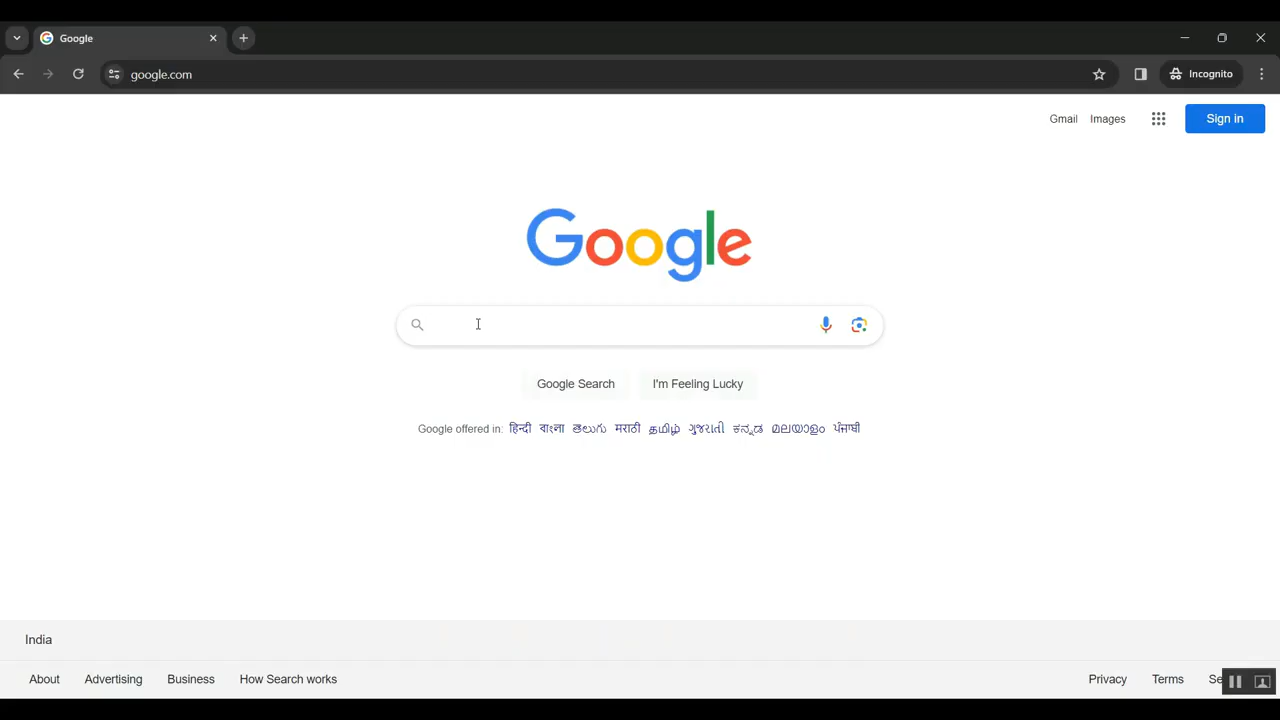 Google
google.com
Incognito
Gmail Images Sign in
Google
Google Search I'm Feeling Lucky
Google offered in: हिन्दी বাংলা తెలుగు मराठी தமிழ் ગુજરાતી ಕನ್ನಡ മലയാളം ਪੰਜਾਬੀ
India
About Advertising Business How Search works Privacy Terms Se